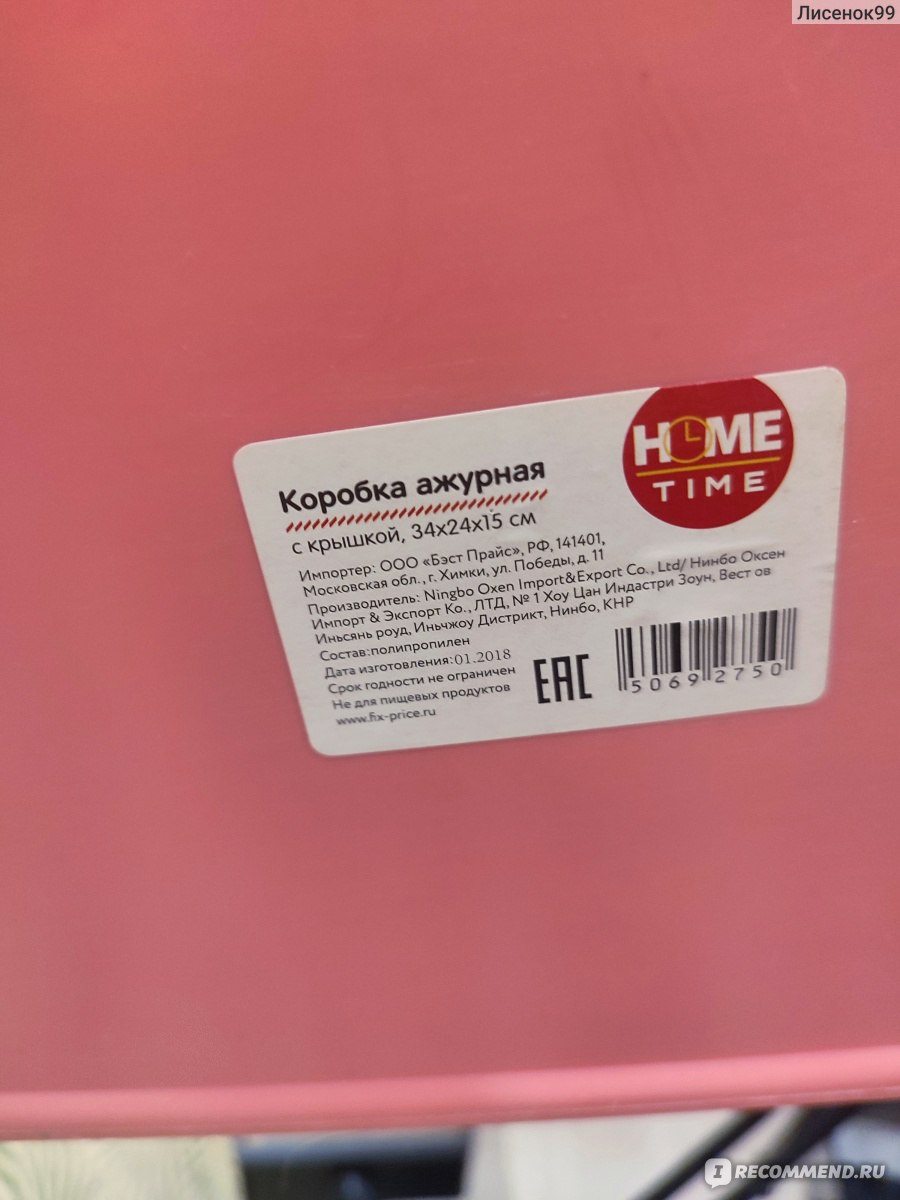 Лисенок99
HOME
TIME
Коробка ажурная
с крышкой, 34х24х15 см
Импортер: ООО «Бэст Прайс», РФ, 141401,
Московская обл., г. Химки, ул. Победы, д. 11
Производитель: Ningbo Oxen Import&Export Co., Ltd/ Нинбо Оксен
Импорт & Экспорт Ко., ЛТД, № 1 Хоу Цан Индастри Зоун, Вест ов
Иньсянь роуд, Иньчжоу Дистрикт, Нинбо, КНР
Состав:полипропилен
Дата изготовления:01.2018
Срок годности не ограничен
Не для пищевых продуктов
www.fix-price.ru
EAC
50692750
IRECOMMEND.RU